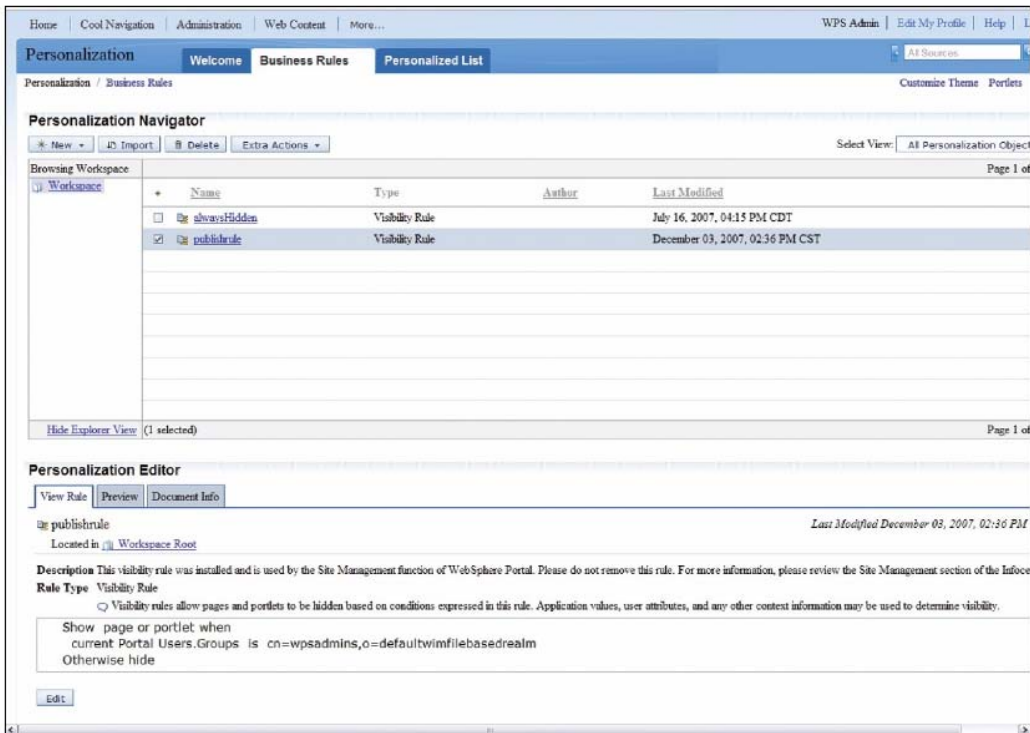 Home | Cool Navigation | Administration | Web Content | More...
WPS Admin | Edit My Profile | Help |
Personalization
Welcome Business Rules Personalized List
All Sources
Personalization / Business Rules
Customize Theme Portlets
Personalization Navigator
New Import Delete Extra Actions
Select View: All Personalization Object
Browsing Workspace
Page 1 of
Workspace
Name Type Author Last Modified
alwaysHidden Visibility Rule July 16, 2007, 04:15 PM CDT
publishrule Visibility Rule December 03, 2007, 02:36 PM CST
Hide Explorer View (1 selected) Page 1 of
Personalization Editor
View Rule Preview Document Info
publishrule
Last Modified December 03, 2007, 02:36 PM
Located in Workspace Root
Description This visibility rule was installed and is used by the Site Management function of WebSphere Portal. Please do not remove this rule. For more information, please review the Site Management section of the Infoce
Rule Type Visibility Rule
Visibility rules allow pages and portlets to be hidden based on conditions expressed in this rule. Application values, user attributes, and any other context information may be used to determine visibility.
Show page or portlet when
current Portal Users.Groups is cn=wpsadmins,o=defaultwimfilebasedrealm
Otherwise hide
Edit